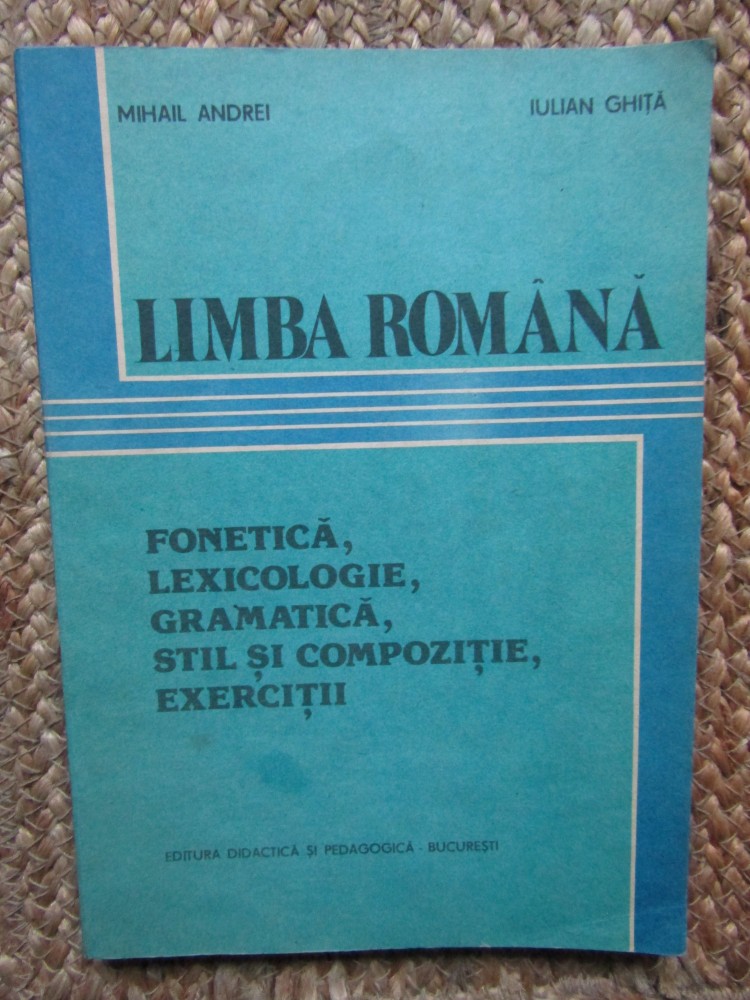 MIHAIL ANDREI
IULIAN GHIȚĂ
LIMBA ROMÂNĂ
FONETICĂ,
LEXICOLOGIE,
GRAMATICĂ,
STIL ȘI COMPOZIȚIE,
EXERCIȚII
EDITURA DIDACTICĂ ȘI PEDAGOGICĂ - BUCUREȘTI